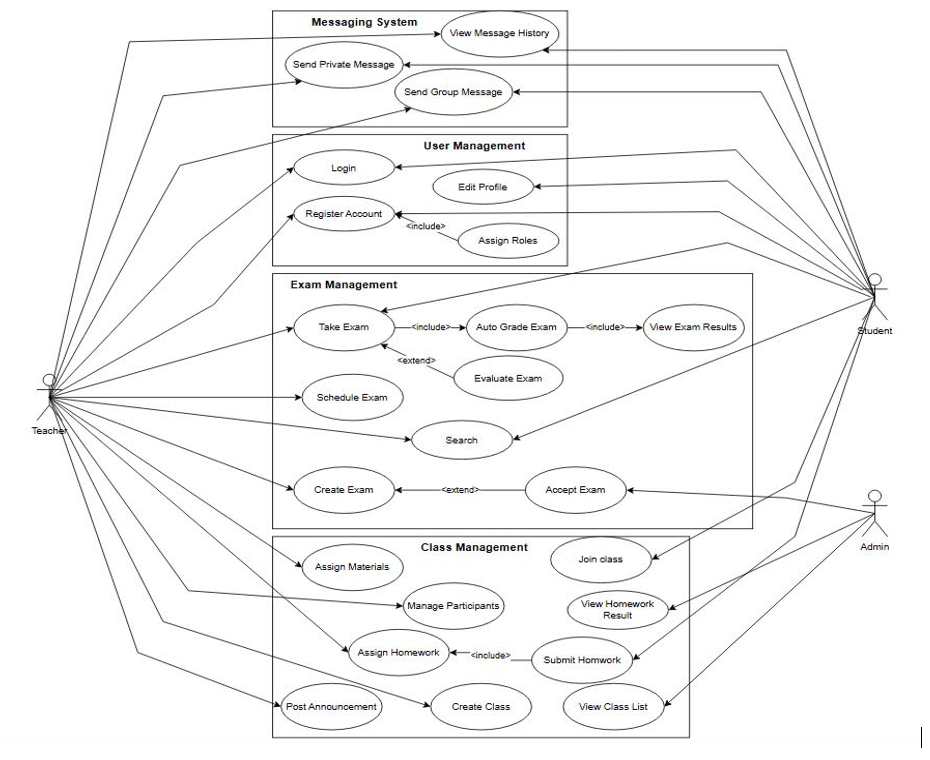 Messaging System
View Message History
Send Private Message
Send Group Message
User Management
Login
Edit Profile
Register Account
<include>
Assign Roles
Exam Management
Take Exam
<include>
Auto Grade Exam
<include>
View Exam Results
<extend>
Evaluate Exam
Student
Schedule Exam
Teacher
Search
Create Exam
<extend>
Accept Exam
Admin
Class Management
Assign Materials
Join class
Manage Participants
View Homework
Result
Assign Homework
<include>
Submit Homwork
Post Announcement
Create Class
View Class List